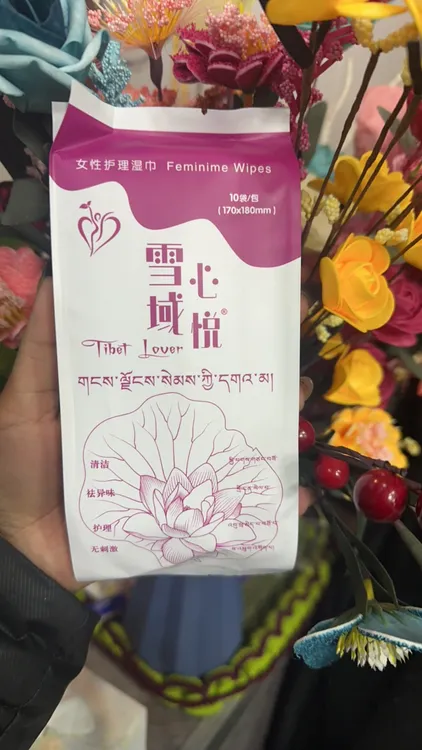 女性护理湿巾 Feminime Wipes
10袋/包
(170x180mm)
雪域
心悦®
Tibet Lover
གངས་ལྗོངས་སེམས་ཀྱི་དགའ་མ།
清洁
祛异味
护理
无刺激